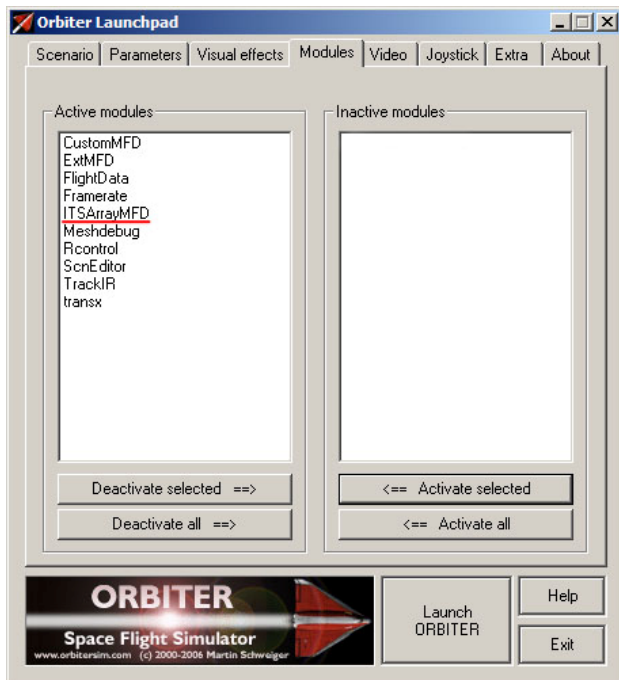 Orbiter Launchpad
Scenario Parameters Visual effects Modules Video Joystick Extra About
Active modules
CustomMFD
ExtMFD
FlightData
Framerate
ITSArrayMFD
Meshdebug
Rcontrol
ScnEditor
TrackIR
transx
Deactivate selected ==>
Deactivate all ==>
Inactive modules
<== Activate selected
<== Activate all
ORBITER
Space Flight Simulator
www.orbitersim.com (c) 2000-2006 Martin Schweiger
Launch
ORBITER
Help
Exit